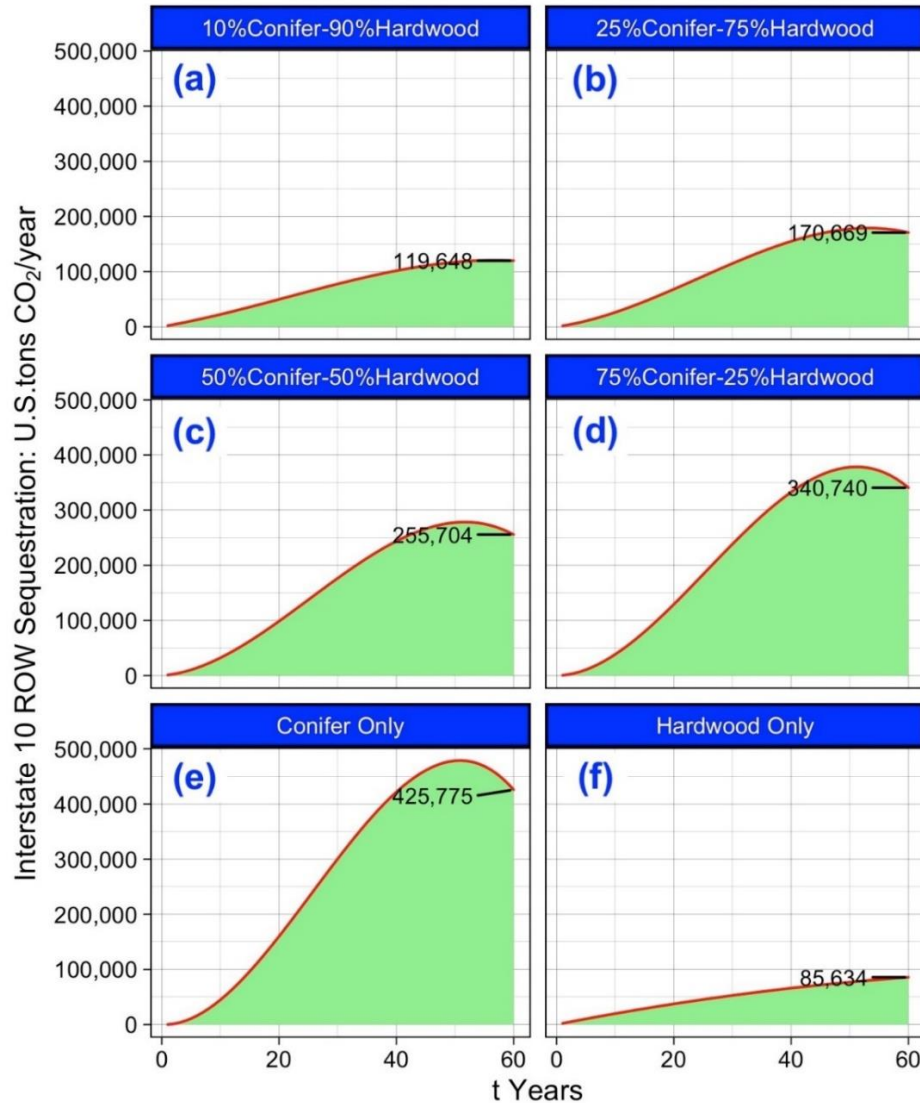 Interstate 10 ROW Sequestration: U.S.tons CO₂/year
10%Conifer-90%Hardwood
(a)
500,000
400,000
300,000
200,000
100,000
0
119,648
25%Conifer-75%Hardwood
(b)
170,669
50%Conifer-50%Hardwood
(c)
500,000
400,000
300,000
200,000
100,000
0
255,704
75%Conifer-25%Hardwood
(d)
340,740
Conifer Only
(e)
500,000
400,000
300,000
200,000
100,000
0
425,775
0 20 40 60
Hardwood Only
(f)
85,634
0 20 40 60
t Years